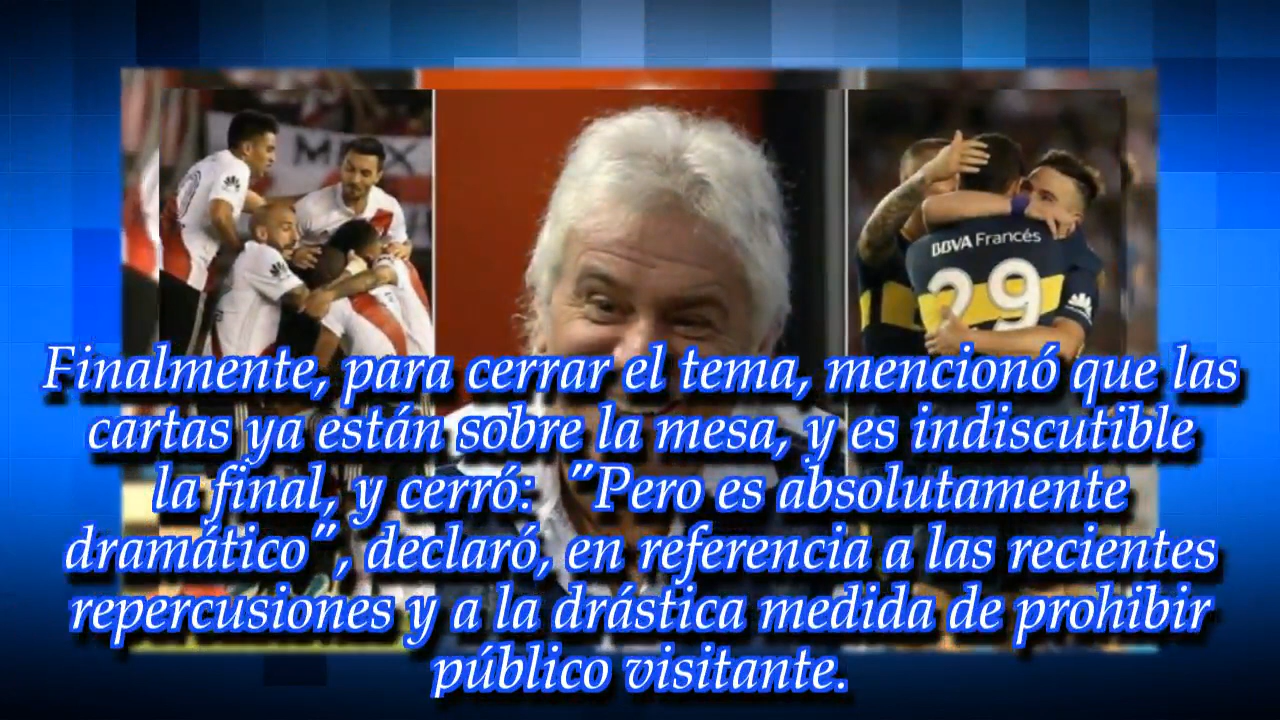 MEX
BBVA Francés
29
Finalmente, para cerrar el tema, mencionó que las
cartas ya están sobre la mesa, y es indiscutible
la final, y cerró: "Pero es absolutamente
dramático", declaró, en referencia a las recientes
repercusiones y a la drástica medida de prohibir
público visitante.